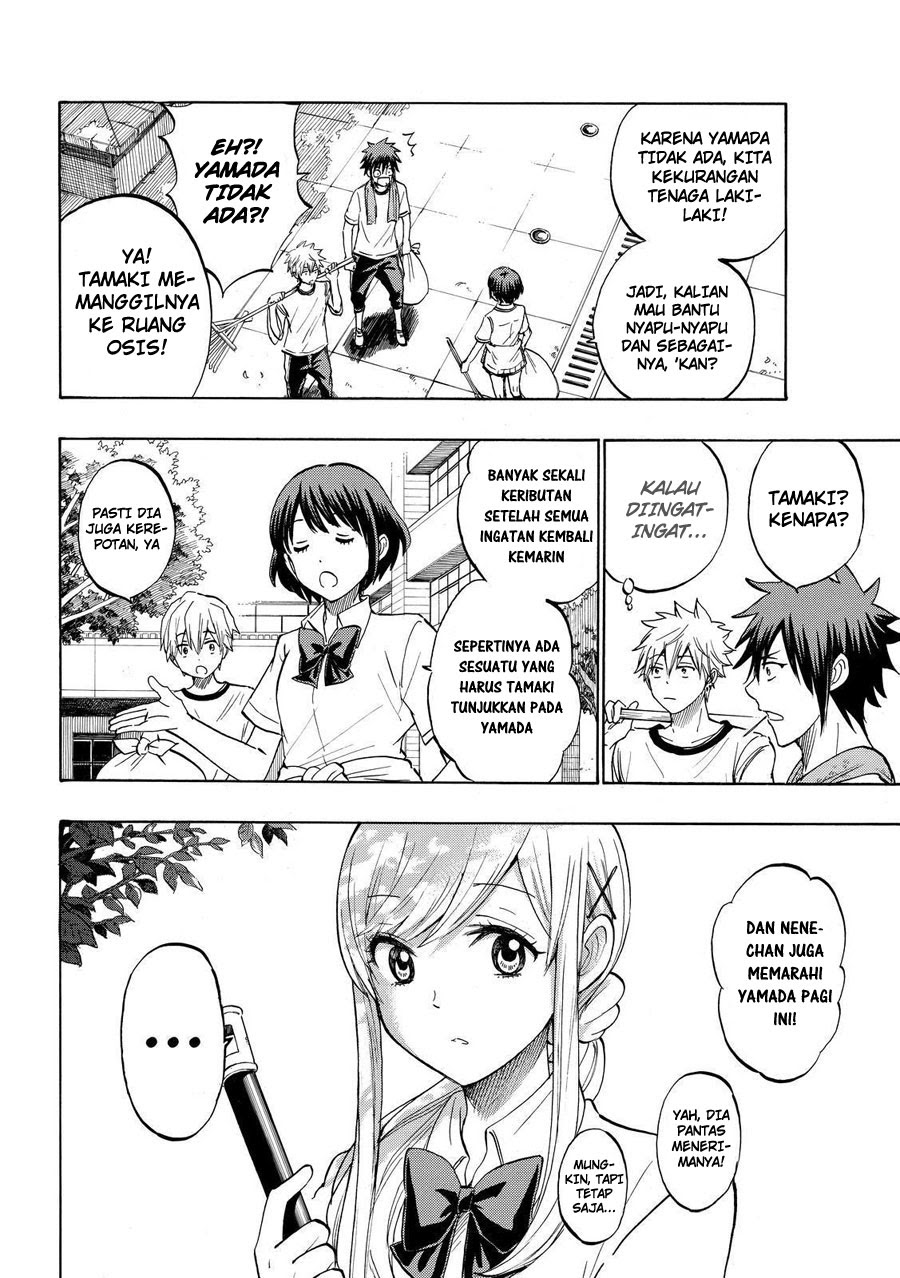 KARENA YAMADA
TIDAK ADA, KITA
KEKURANGAN
TENAGA LAKI-
LAKI!
JADI, KALIAN
MAU BANTU
NYAPU-NYAPU
DAN SEBAGAI-
NYA, 'KAN?
EH?!
YAMADA
TIDAK
ADA?!
YA!
TAMAKI ME-
MANGGILNYA
KE RUANG
OSIS!
TAMAKI?
KENAPA?
KALAU
DIINGAT-
INGAT...
BANYAK SEKALI
KERIBUTAN
SETELAH SEMUA
INGATAN KEMBALI
KEMARIN
SEPERTINYA ADA
SESUATU YANG
HARUS TAMAKI
TUNJUKKAN PADA
YAMADA
PASTI DIA
JUGA KERE-
POTAN, YA
DAN NENE-
CHAN JUGA
MEMARAHI
YAMADA PAGI
INI!
YAH, DIA
PANTAS
MENERI-
MANYA!
MUNG-
KIN, TAPI
TETAP
SAJA...
...